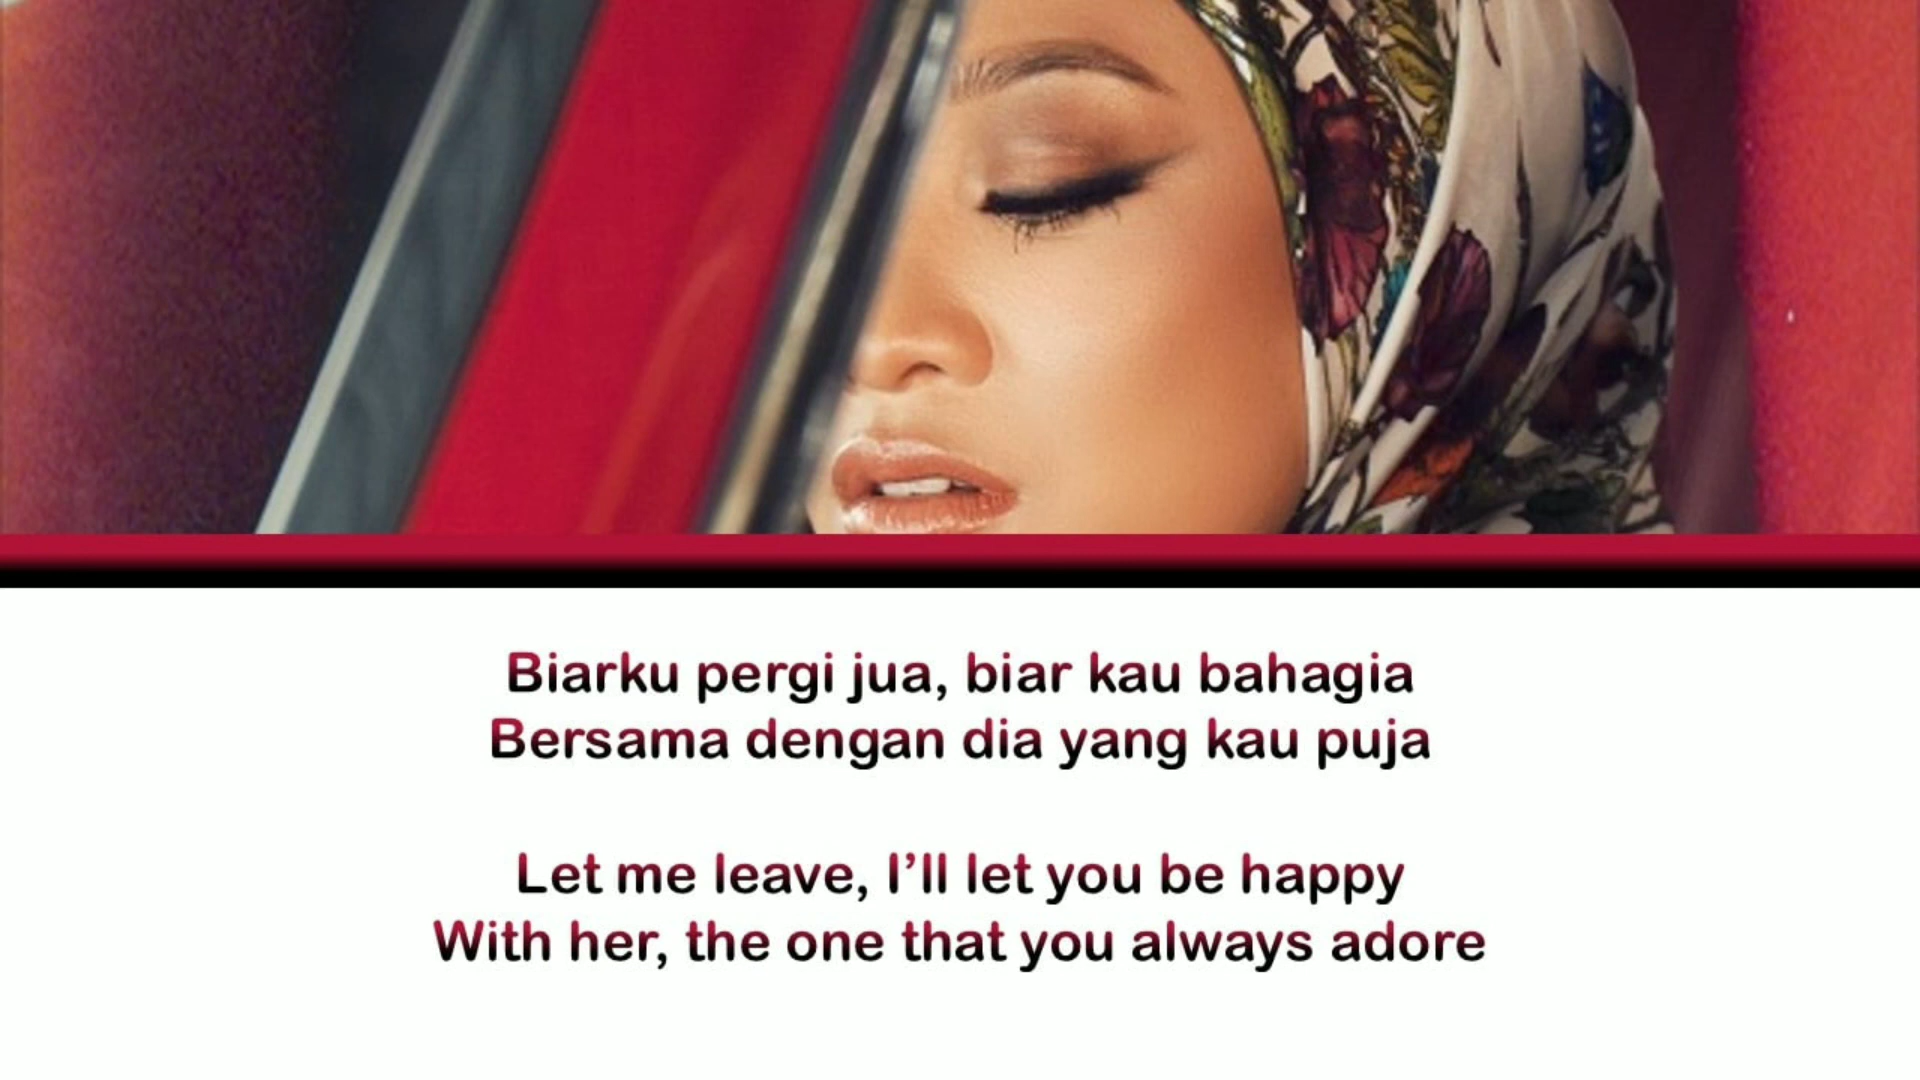 Biarku pergi jua, biar kau bahagia
Bersama dengan dia yang kau puja
Let me leave, I’ll let you be happy
With her, the one that you always adore